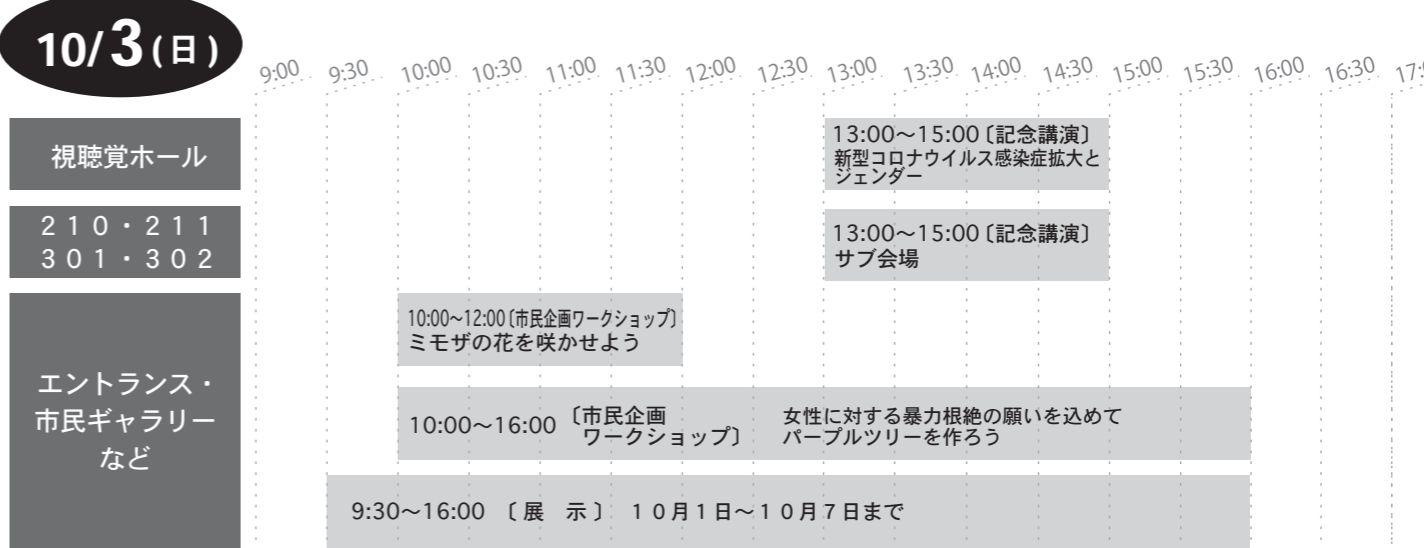 10/3(日)
9:00 9:30 10:00 10:30 11:00 11:30 12:00 12:30 13:00 13:30 14:00 14:30 15:00 15:30 16:00 16:30
視聴覚ホール
13:00〜15:00〔記念講演〕
新型コロナウイルス感染症拡大と
ジェンダー
２１０・２１１
３０１・３０２
13:00〜15:00〔記念講演〕
サブ会場
エントランス・
市民ギャラリー
など
10:00〜12:00〔市民企画ワークショップ〕
ミモザの花を咲かせよう
10:00〜16:00
〔市民企画
ワークショップ〕
女性に対する暴力根絶の願いを込めて
パープルツリーを作ろう
9:30〜16:00 〔展　示〕 １０月１日〜１０月７日まで